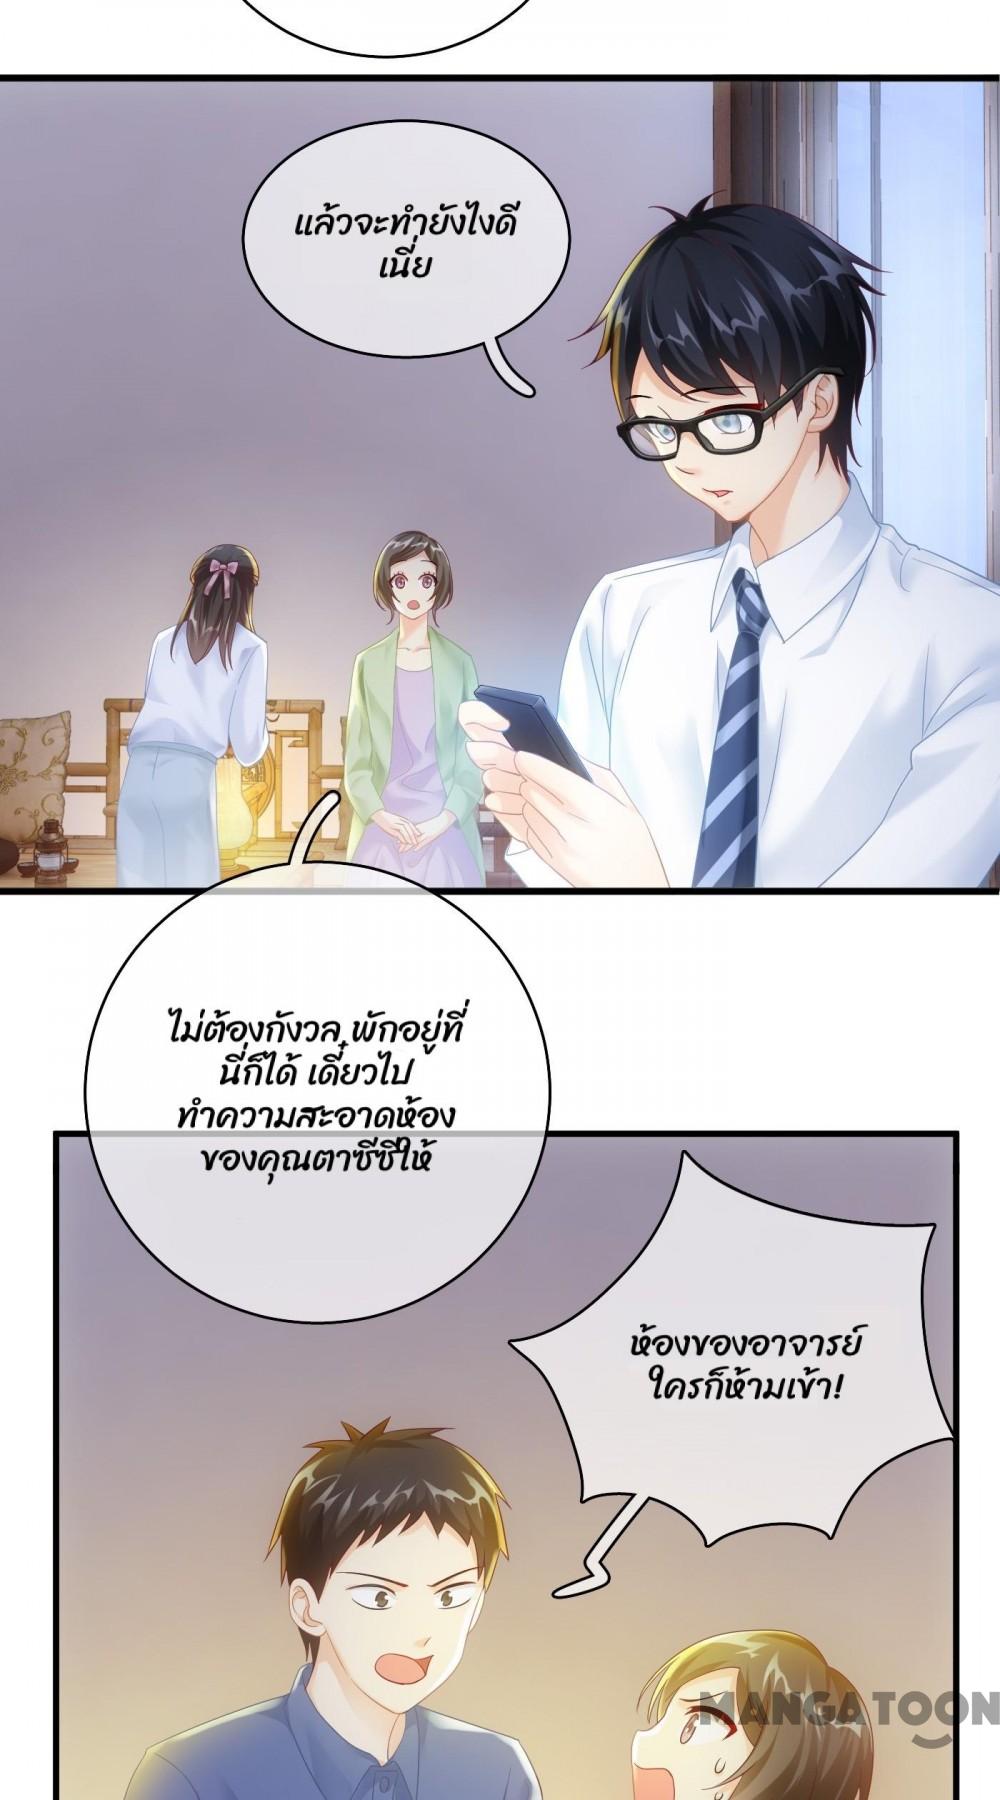 แล้วจะทำยังไงดี
เนี่ย
ไม่ต้องกังวล พักอยู่ที่
นี่ก็ได้ เดี๋ยวไป
ทำความสะอาดห้อง
ของคุณตาซีซีให้
ห้องของอาจารย์
ใครก็ห้ามเข้า!
MANGATOON